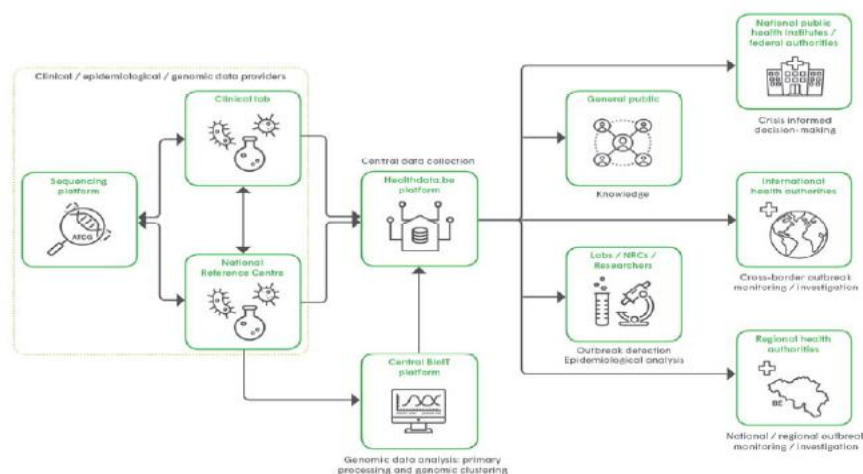 Clinical / epidemiological / genomic data providers
Sequencing
platform
ATCG
Clinical lab
National
Reference Centre
Central data collection
Healthdata.be
platform
Central BioIT
platform
Genomic data analysis: primary
processing and genomic clustering
General public
Knowledge
Labs / NRCs /
Researchers
Outbreak detection
Epidemiological analysis
National public
health institutes /
federal authorities
Crisis informed
decision-making
International
health authorities
Cross-border outbreak
monitoring / investigation
Regional health
authorities
BE
National / regional outbreak
monitoring / investigation